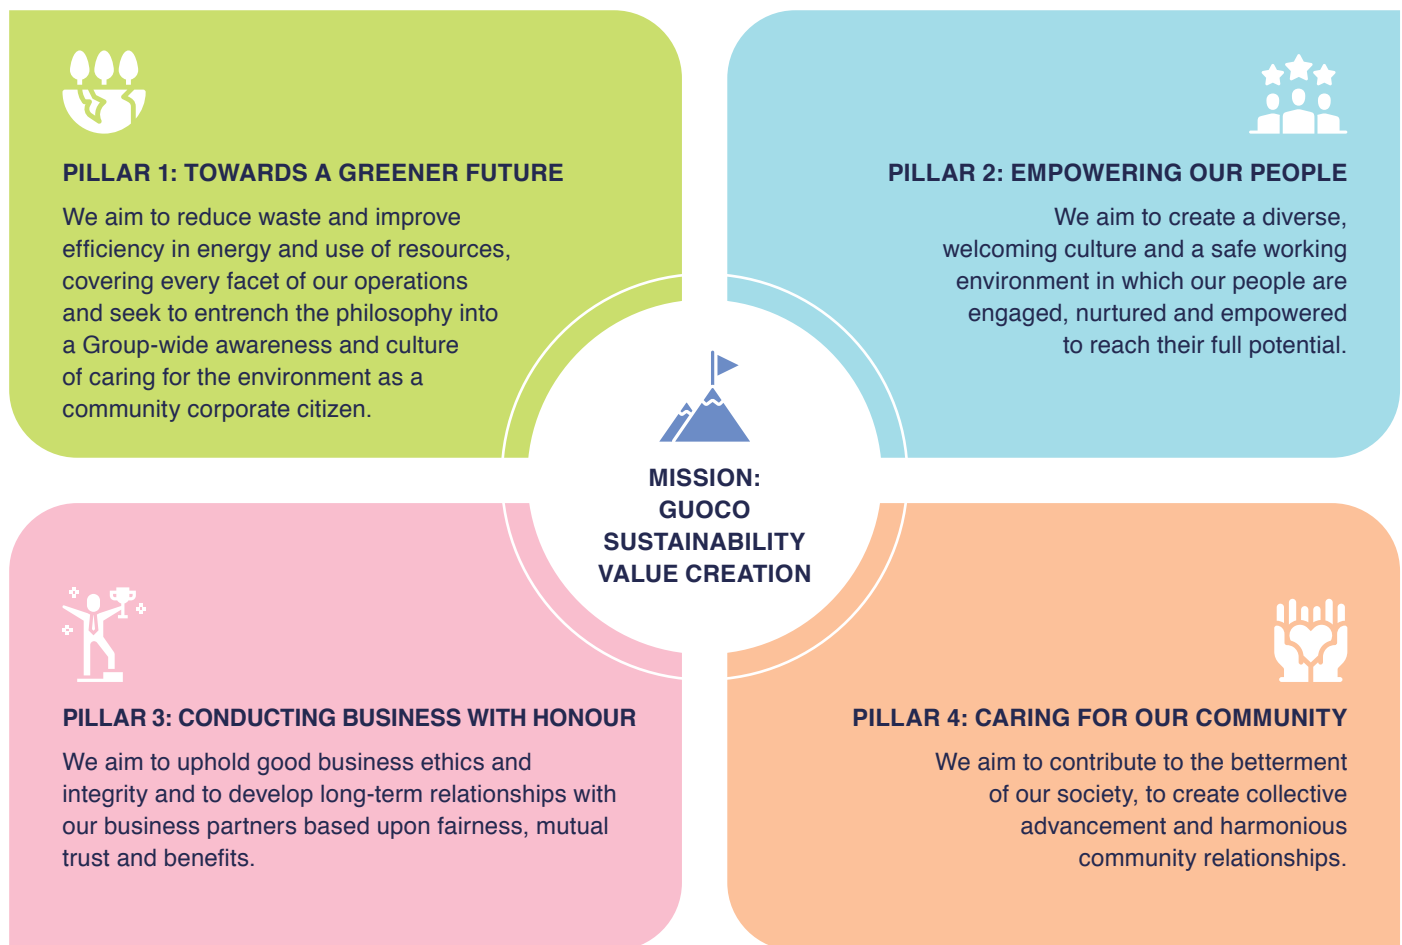 PILLAR 1: TOWARDS A GREENER FUTURE
We aim to reduce waste and improve
efficiency in energy and use of resources,
covering every facet of our operations
and seek to entrench the philosophy into
a Group-wide awareness and culture
of caring for the environment as a
community corporate citizen.
PILLAR 2: EMPOWERING OUR PEOPLE
We aim to create a diverse,
welcoming culture and a safe working
environment in which our people are
engaged, nurtured and empowered
to reach their full potential.
MISSION:
GUOCO
SUSTAINABILITY
VALUE CREATION
PILLAR 3: CONDUCTING BUSINESS WITH HONOUR
We aim to uphold good business ethics and
integrity and to develop long-term relationships with
our business partners based upon fairness, mutual
trust and benefits.
PILLAR 4: CARING FOR OUR COMMUNITY
We aim to contribute to the betterment
of our society, to create collective
advancement and harmonious
community relationships.